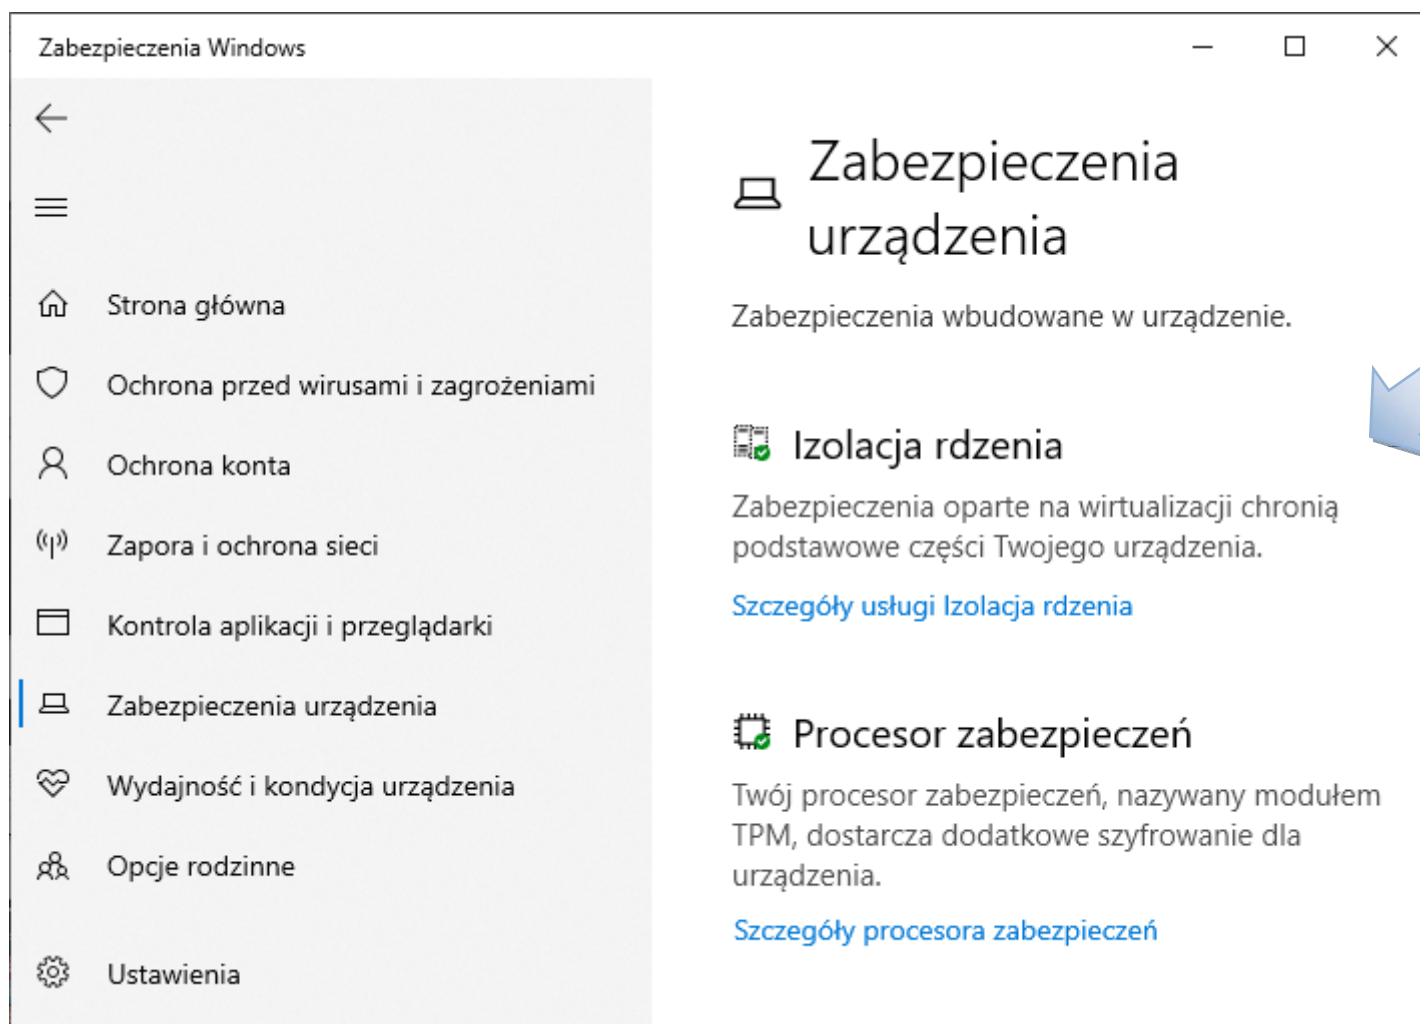 Zabezpieczenia Windows
Strona główna
Ochrona przed wirusami i zagrożeniami
Ochrona konta
Zapora i ochrona sieci
Kontrola aplikacji i przeglądarki
Zabezpieczenia urządzenia
Wydajność i kondycja urządzenia
Opcje rodzinne
Ustawienia
Zabezpieczenia
urządzenia
Zabezpieczenia wbudowane w urządzenie.
Izolacja rdzenia
Zabezpieczenia oparte na wirtualizacji chronią
podstawowe części Twojego urządzenia.
Szczegóły usługi Izolacja rdzenia
Procesor zabezpieczeń
Twój procesor zabezpieczeń, nazywany modułem
TPM, dostarcza dodatkowe szyfrowanie dla
urządzenia.
Szczegóły procesora zabezpieczeń